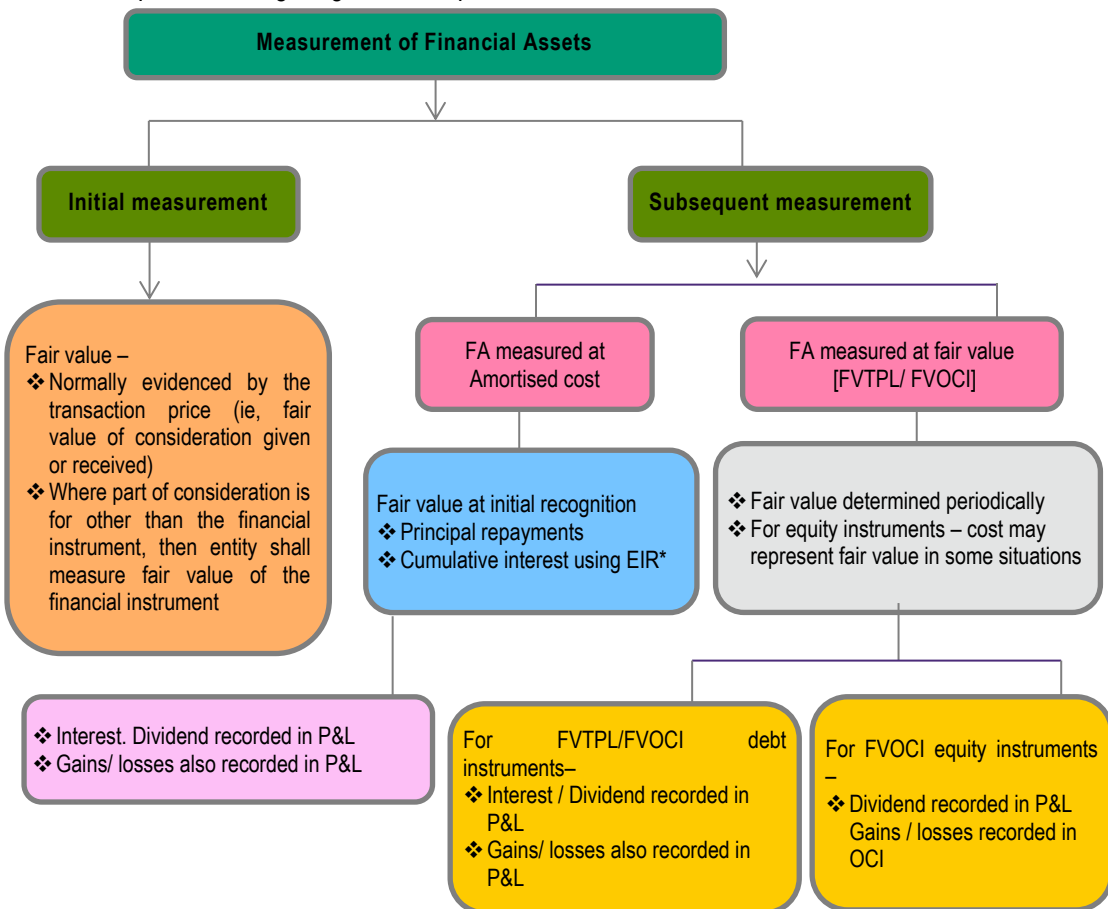 Measurement of Financial Assets
Initial measurement
Subsequent measurement
Fair value –
❖ Normally evidenced by the
transaction price (ie, fair
value of consideration given
or received)
❖ Where part of consideration is
for other than the financial
instrument, then entity shall
measure fair value of the
financial instrument
FA measured at
Amortised cost
FA measured at fair value
[FVTPL/ FVOCI]
Fair value at initial recognition
❖ Principal repayments
❖ Cumulative interest using EIR*
❖ Fair value determined periodically
❖ For equity instruments – cost may
represent fair value in some situations
❖ Interest. Dividend recorded in P&L
❖ Gains/ losses also recorded in P&L
For FVTPL/FVOCI debt
instruments–
❖ Interest / Dividend recorded in
P&L
❖ Gains/ losses also recorded in
P&L
For FVOCI equity instruments
–
❖ Dividend recorded in P&L
Gains / losses recorded in
OCI